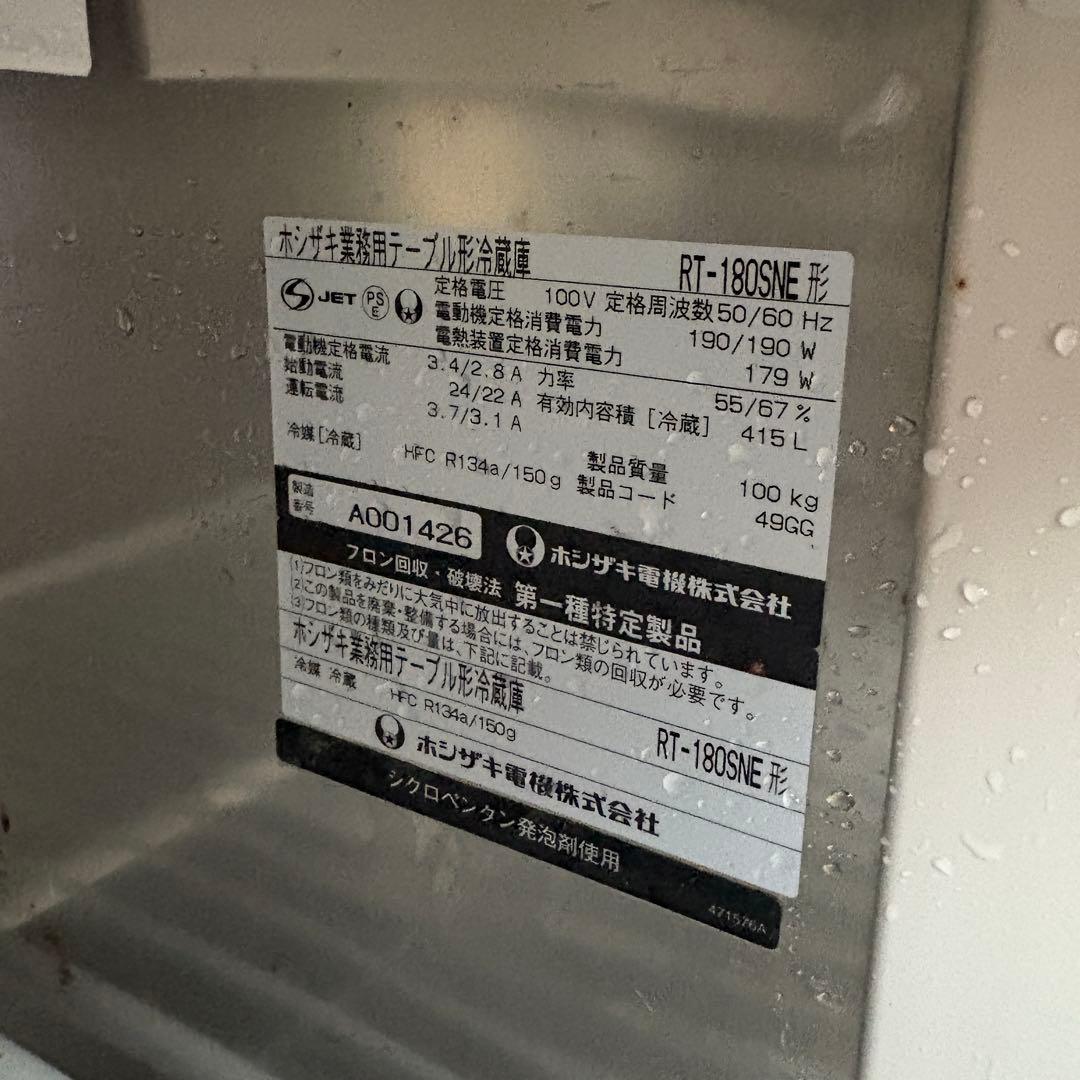 ホシザキ業務用テーブル形冷蔵庫 RT-180SNE 形
JET PS E 定格電圧 100V 定格周波数 50/60 Hz
電動機定格消費電力 190/190 W
電熱装置定格消費電力 179 W
電動機定格電流 3.4/2.8 A 力率 55/67 %
始動電流 24/22 A 有効内容積 [冷蔵] 415 L
運転電流 3.7/3.1 A
冷媒[冷蔵] HFC R134a/150g 製品質量 100 kg
製品コード 49GG
製造番号 A001426 ホシザキ電機株式会社
フロン回収・破壊法 第一種特定製品
(1)フロン類をみだりに大気中に放出することは禁じられています。
(2)この製品を廃棄・整備する場合には、フロン類の回収が必要です。
(3)フロン類の種類及び量は、下記に記載。
ホシザキ業務用テーブル形冷蔵庫 RT-180SNE 形
冷媒 冷蔵 HFC R134a/150g
ホシザキ電機株式会社
シクロペンタン発泡剤使用
471526A